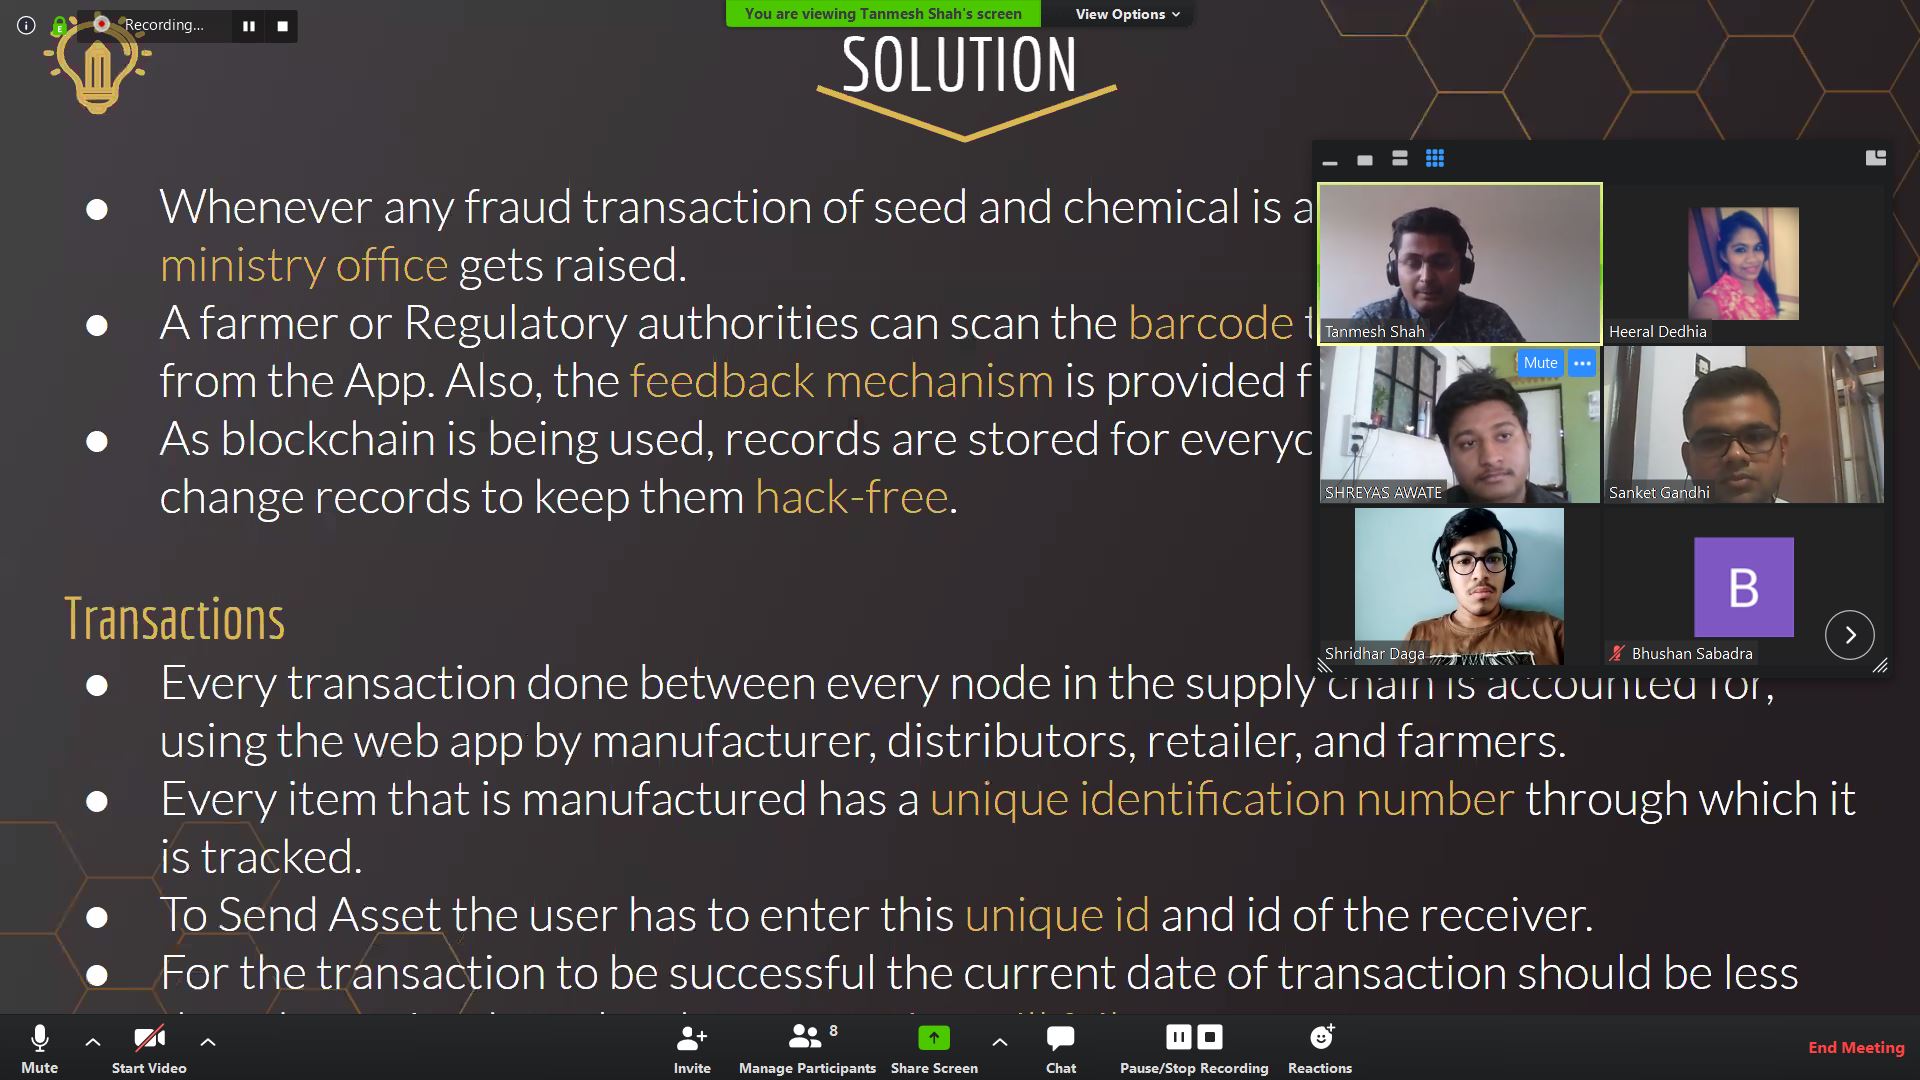 Recording...
You are viewing Tanmesh Shah's screen
View Options
SOLUTION
Whenever any fraud transaction of seed and chemical is a
ministry office gets raised.
A farmer or Regulatory authorities can scan the barcode
from the App. Also, the feedback mechanism is provided f
As blockchain is being used, records are stored for
change records to keep them hack-free.
Tanmesh Shah
Heeral Dedhia
Mute
SHREYAS AWATE
Sanket Gandhi
Shridhar Daga
B
Bhushan Sabadra
Transactions
Every transaction done between every node in the supply chain is accounted for,
using the web app by manufacturer, distributors, retailer, and farmers.
Every item that is manufactured has a unique identification number through which it
is tracked.
To Send Asset the user has to enter this unique id and id of the receiver.
For the transaction to be successful the current date of transaction should be less
Mute
Start Video
Invite
8
Manage Participants
Share Screen
Chat
Pause/Stop Recording
Reactions
End Meeting